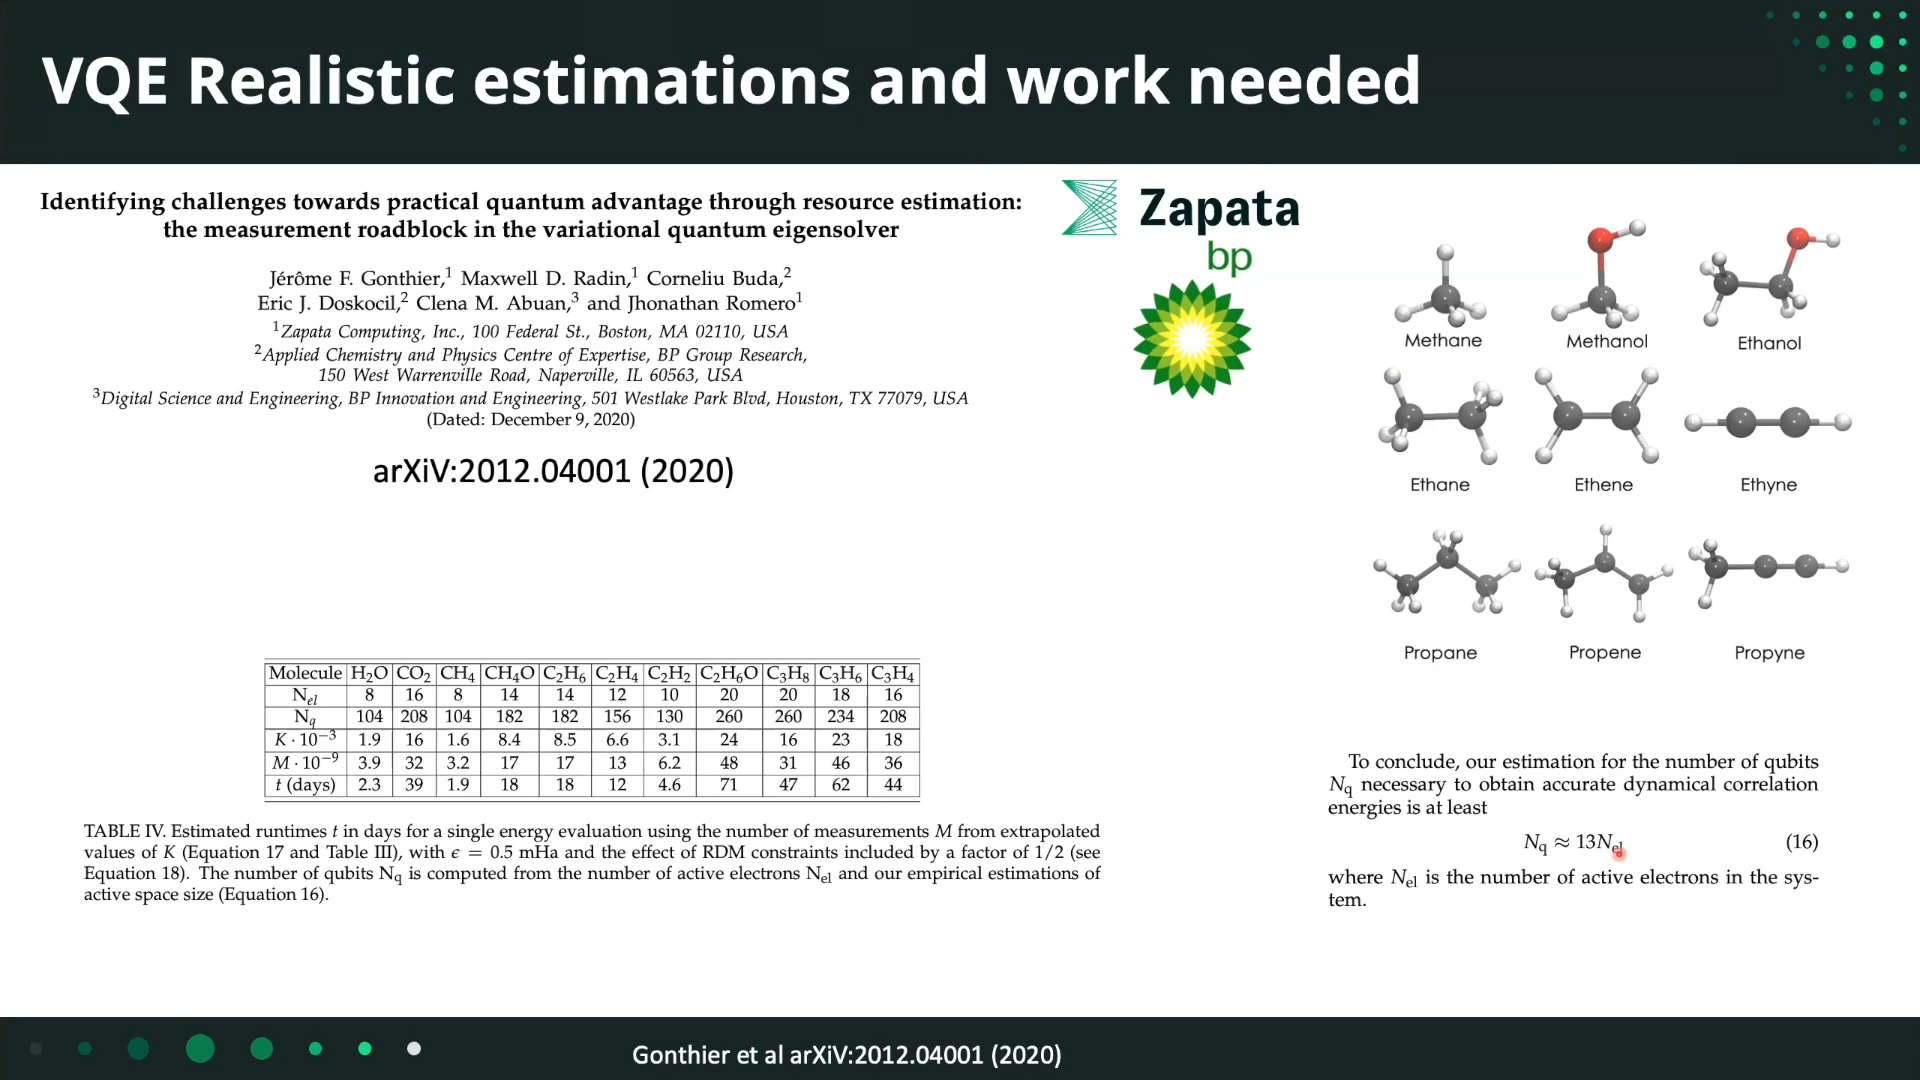 VQE Realistic estimations and work needed
Identifying challenges towards practical quantum advantage through resource estimation:
the measurement roadblock in the variational quantum eigensolver
Jérôme F. Gonthier,¹ Maxwell D. Radin,¹ Corneliu Buda,²
Eric J. Doskocil,² Clena M. Abuan,³ and Jhonathan Romero¹
¹Zapata Computing, Inc., 100 Federal St., Boston, MA 02110, USA
²Applied Chemistry and Physics Centre of Expertise, BP Group Research,
150 West Warrenville Road, Naperville, IL 60563, USA
³Digital Science and Engineering, BP Innovation and Engineering, 501 Westlake Park Blvd, Houston, TX 77079, USA
(Dated: December 9, 2020)
arXiV:2012.04001 (2020)
Zapata
bp
Methane Methanol Ethanol
Ethane Ethene Ethyne
Propane Propene Propyne
Molecule H₂O CO₂ CH₄ CH₄O C₂H₆ C₂H₄ C₂H₂ C₂H₆O C₃H₈ C₃H₆ C₃H₄
Nel 8 16 8 14 14 12 10 20 20 18 16
Nq 104 208 104 182 182 156 130 260 260 234 208
K · 10⁻³ 1.9 16 1.6 8.4 8.5 6.6 3.1 24 16 23 18
M · 10⁻⁹ 3.9 32 3.2 17 17 13 6.2 48 31 46 36
t (days) 2.3 39 1.9 18 18 12 4.6 71 47 62 44
TABLE IV. Estimated runtimes t in days for a single energy evaluation using the number of measurements M from extrapolated
values of K (Equation 17 and Table III), with ϵ = 0.5 mHa and the effect of RDM constraints included by a factor of 1/2 (see
Equation 18). The number of qubits Nq is computed from the number of active electrons Nel and our empirical estimations of
active space size (Equation 16).
To conclude, our estimation for the number of qubits
Nq necessary to obtain accurate dynamical correlation
energies is at least
Nq ≈ 13Nel (16)
where Nel is the number of active electrons in the sys-
tem.
Gonthier et al arXiV:2012.04001 (2020)